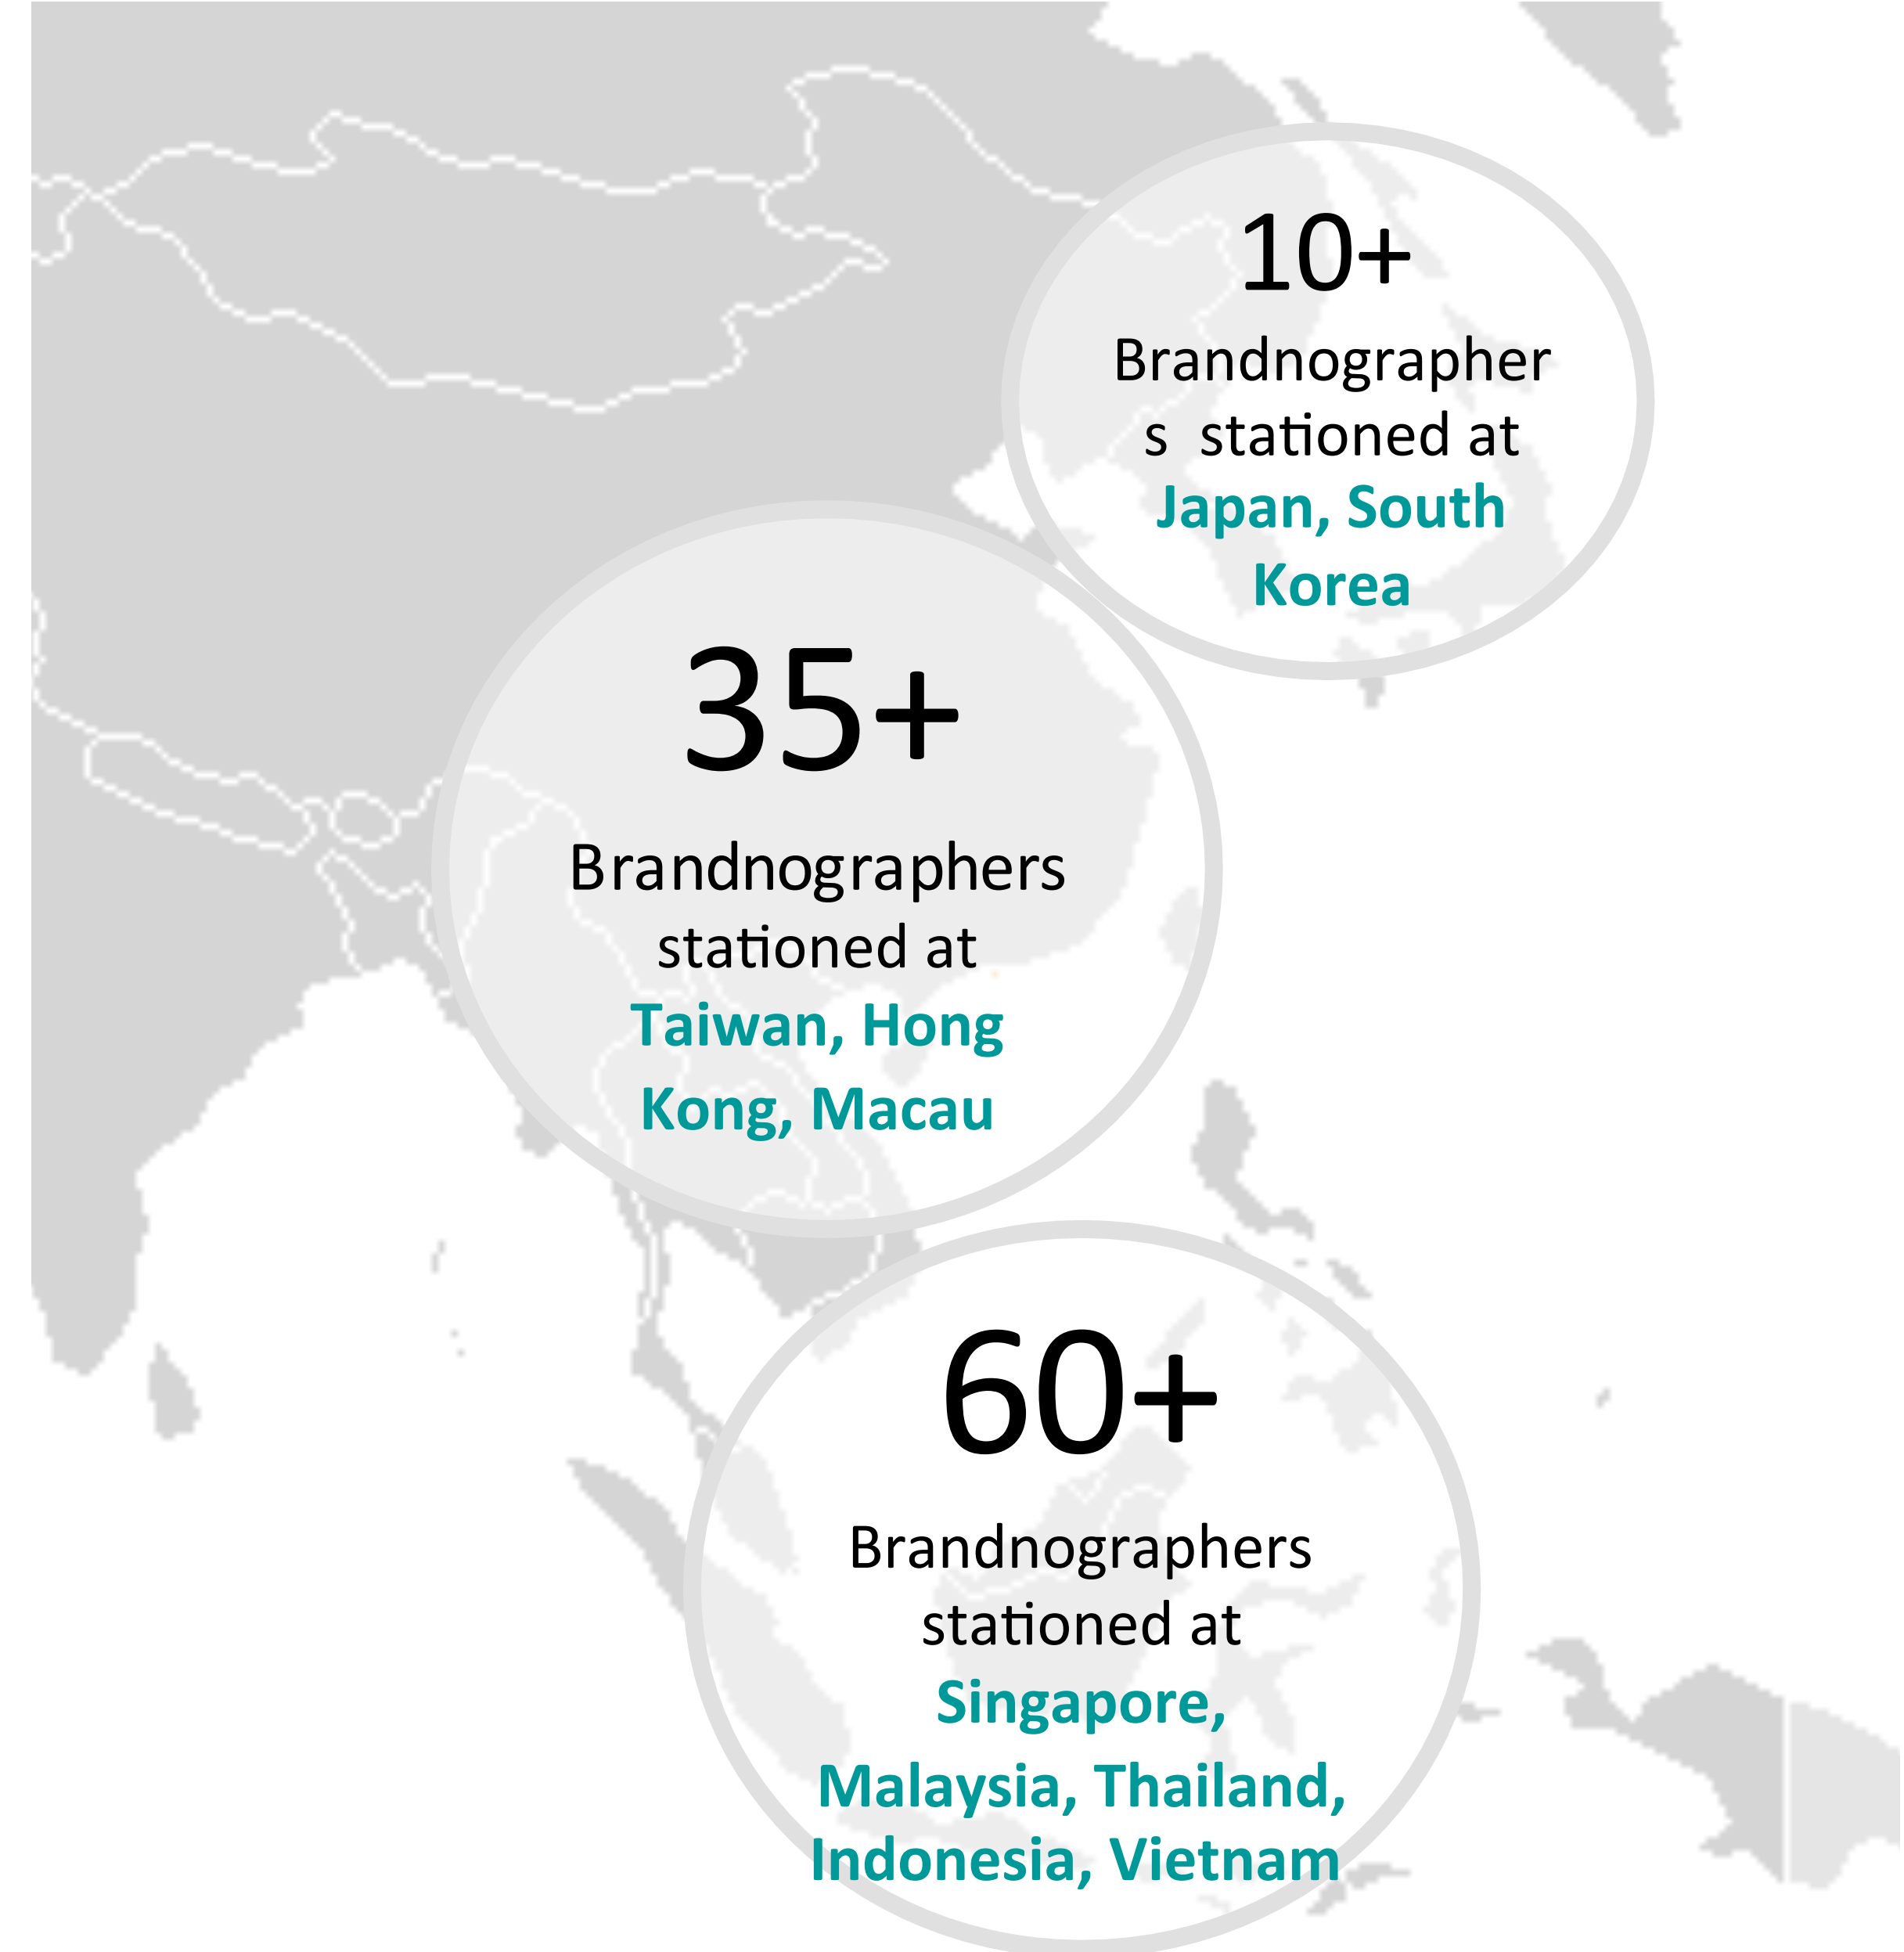 10+
Brandnographer
s stationed at
Japan, South
Korea
35+
Brandnographers
stationed at
Taiwan, Hong
Kong, Macau
60+
Brandnographers
stationed at
Singapore,
Malaysia, Thailand,
Indonesia, Vietnam